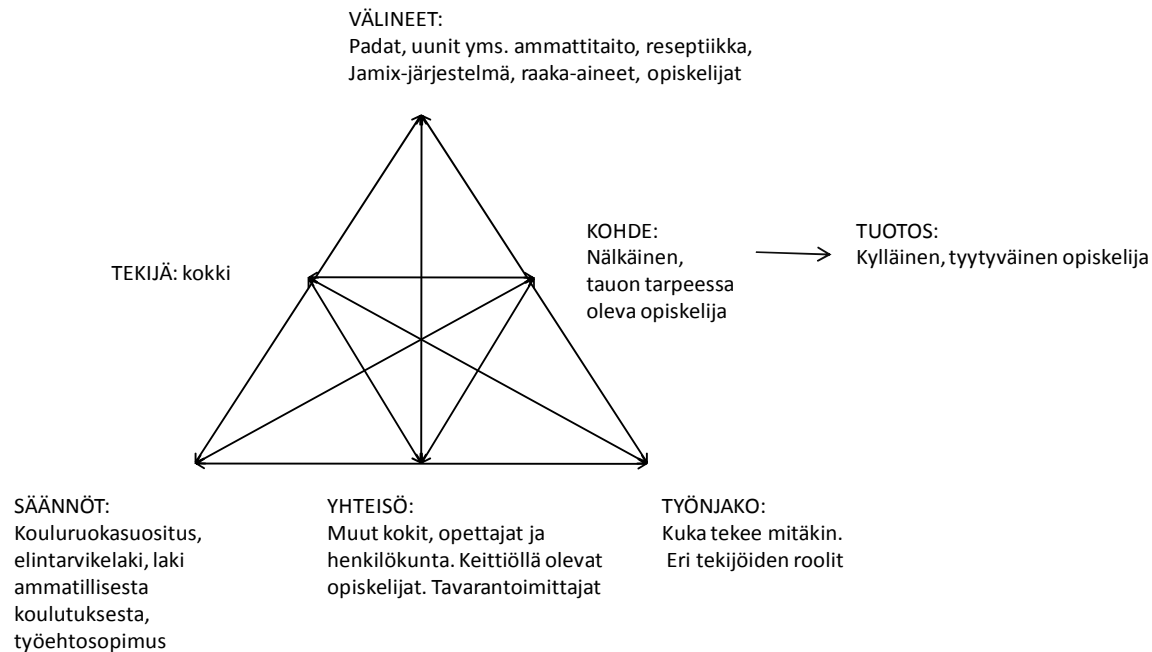 VÄLINEET:
Padat, uunit yms. ammattitaito, reseptiikka,
Jamix-järjestelmä, raaka-aineet, opiskelijat
TEKIJÄ: kokki
KOHDE:
Nälkäinen,
tauon tarpeessa
oleva opiskelija
TUOTOS:
Kylläinen, tyytyväinen opiskelija
SÄÄNNÖT:
Kouluruokasuositus,
elintarvikelaki, laki
ammatillisesta
koulutuksesta,
työehtosopimus
YHTEISÖ:
Muut kokit, opettajat ja
henkilökunta. Keittiöllä olevat
opiskelijat. Tavarantoimittajat
TYÖNJAKO:
Kuka tekee mitäkin.
Eri tekijöiden roolit